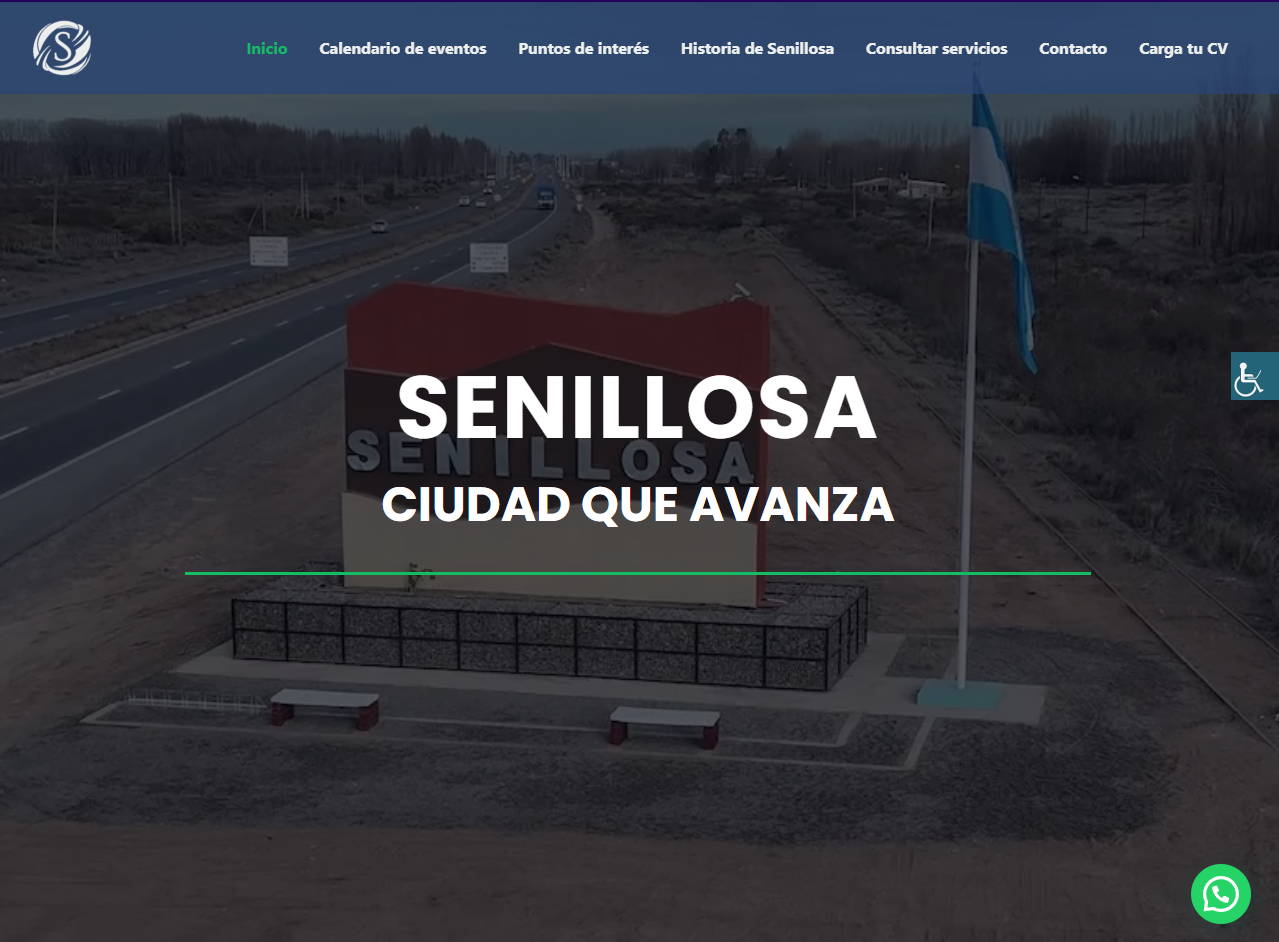 S
Inicio
Calendario de eventos
Puntos de interés
Historia de Senillosa
Consultar servicios
Contacto
Carga tu CV
SENILLOSA
SENILLOSA
CIUDAD QUE AVANZA